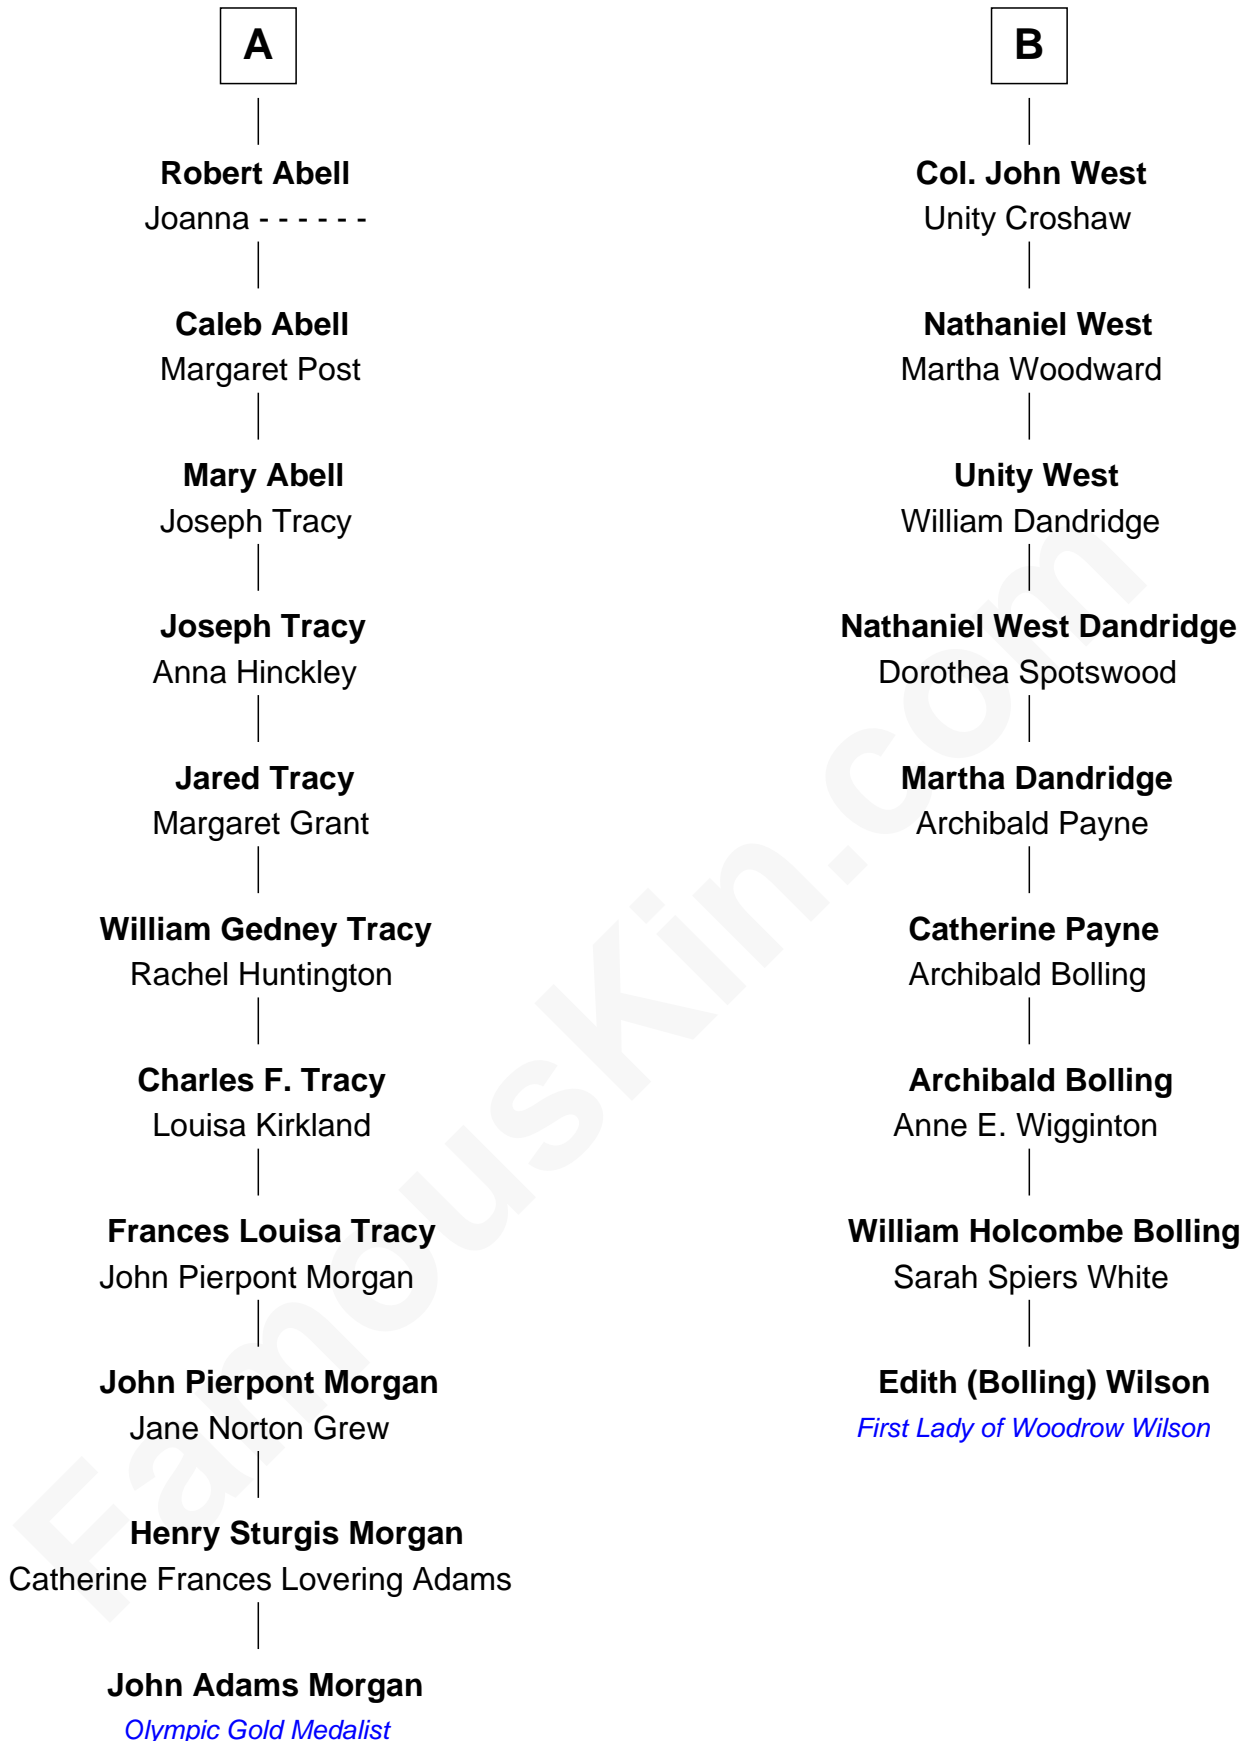 A
Robert Abell
Joanna - - - - - -
Caleb Abell
Margaret Post
Mary Abell
Joseph Tracy
Joseph Tracy
Anna Hinckley
Jared Tracy
Margaret Grant
William Gedney Tracy
Rachel Huntington
Charles F. Tracy
Louisa Kirkland
Frances Louisa Tracy
John Pierpont Morgan
John Pierpont Morgan
Jane Norton Grew
Henry Sturgis Morgan
Catherine Frances Lovering Adams
John Adams Morgan
Olympic Gold Medalist
B
Col. John West
Unity Croshaw
Nathaniel West
Martha Woodward
Unity West
William Dandridge
Nathaniel West Dandridge
Dorothea Spotswood
Martha Dandridge
Archibald Payne
Catherine Payne
Archibald Bolling
Archibald Bolling
Anne E. Wigginton
William Holcombe Bolling
Sarah Spiers White
Edith (Bolling) Wilson
First Lady of Woodrow Wilson
FamousKin.com